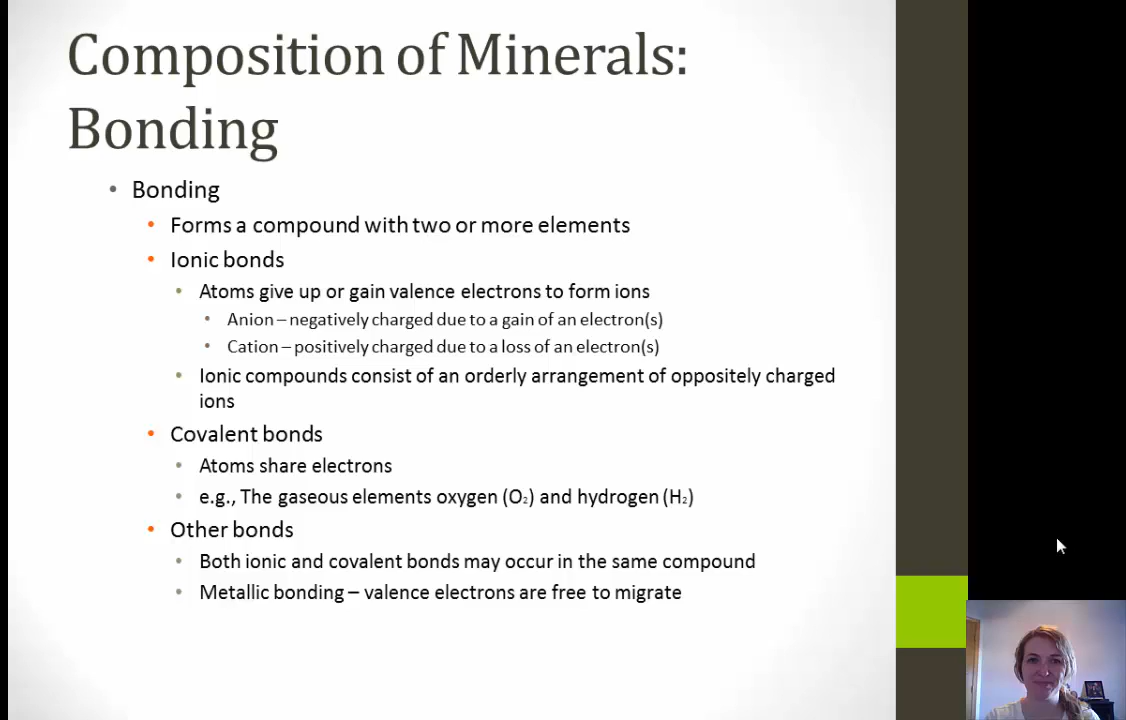 Composition of Minerals:
Bonding
• Bonding
• Forms a compound with two or more elements
• Ionic bonds
• Atoms give up or gain valence electrons to form ions
• Anion – negatively charged due to a gain of an electron(s)
• Cation – positively charged due to a loss of an electron(s)
• Ionic compounds consist of an orderly arrangement of oppositely charged
ions
• Covalent bonds
• Atoms share electrons
• e.g., The gaseous elements oxygen (O₂) and hydrogen (H₂)
• Other bonds
• Both ionic and covalent bonds may occur in the same compound
• Metallic bonding – valence electrons are free to migrate